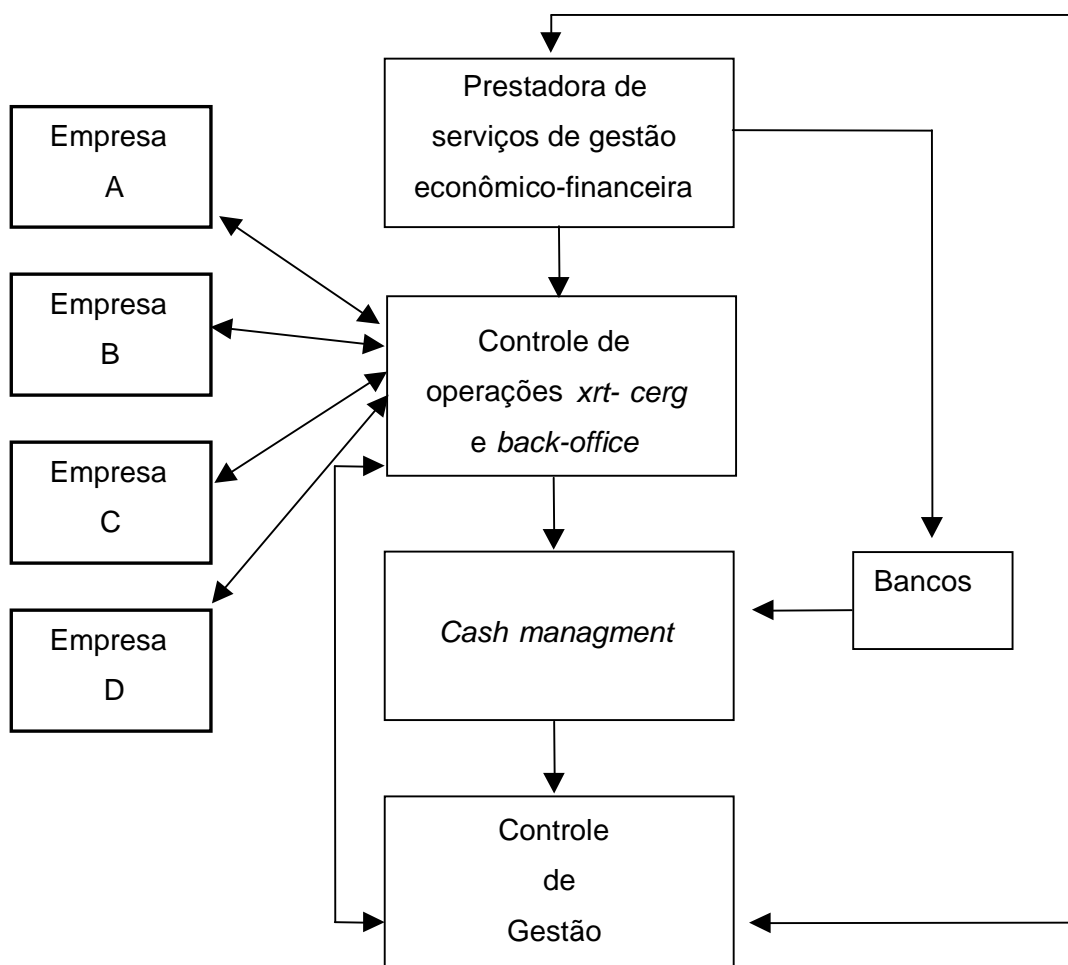 Prestadora de
serviços de gestão
econômico-financeira
Empresa
A
Empresa
B
Empresa
C
Empresa
D
Controle de
operações xrt- cerg
e back-office
Cash managment
Bancos
Controle
de
Gestão